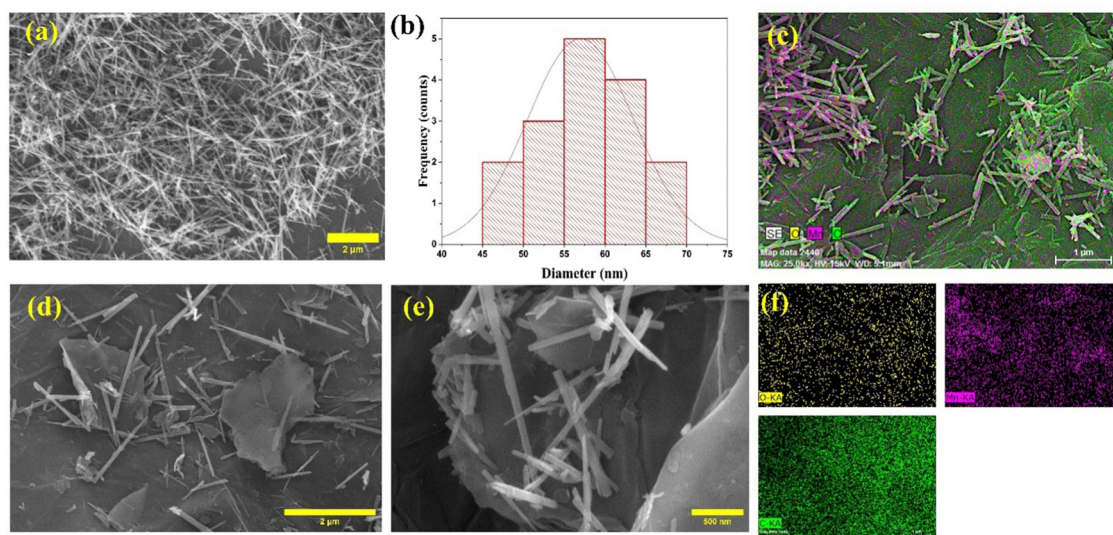 (a)
2 µm
(b)
Frequency (counts)
5
4
3
2
1
0
40 45 50 55 60 65 70 75
Diameter (nm)
(c)
SE O Mn C
Map data 2440
MAG: 25.0kx HV: 15kV WD: 5.1mm
1 µm
(d)
2 µm
(e)
500 nm
(f)
O-KA
Mn-KA
C-KA